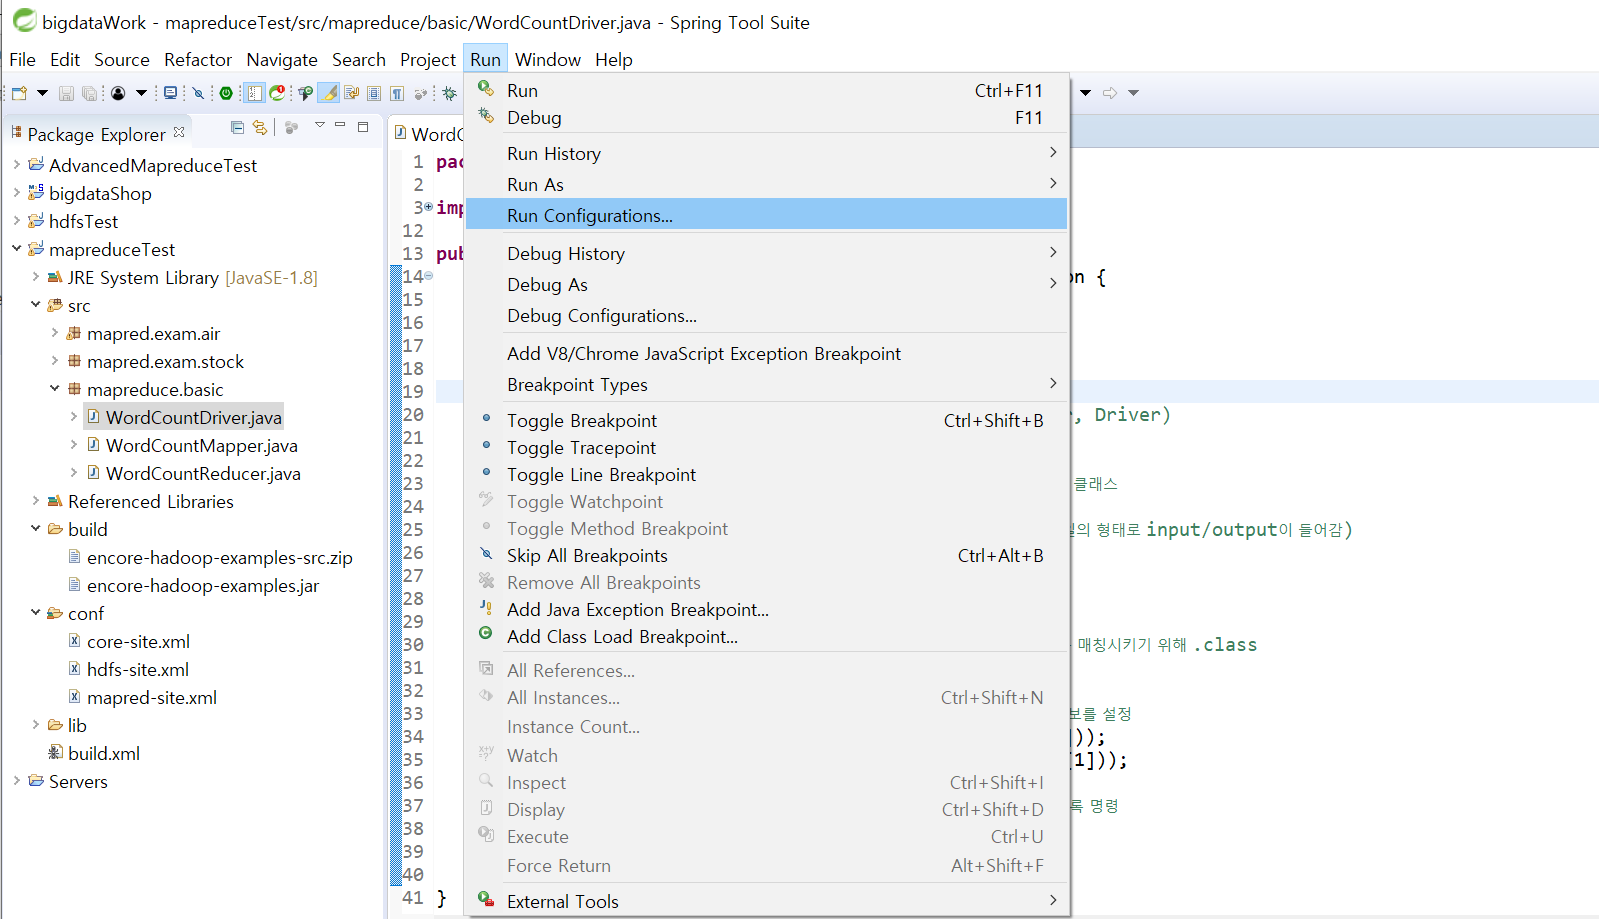 bigdataWork - mapreduceTest/src/mapreduce/basic/WordCountDriver.java - Spring Tool Suite
File Edit Source Refactor Navigate Search Project Run Window Help
Package Explorer
AdvancedMapreduceTest
bigdataShop
hdfsTest
mapreduceTest
JRE System Library [JavaSE-1.8]
src
mapred.exam.air
mapred.exam.stock
mapreduce.basic
WordCountDriver.java
WordCountMapper.java
WordCountReducer.java
Referenced Libraries
build
encore-hadoop-examples-src.zip
encore-hadoop-examples.jar
conf
core-site.xml
hdfs-site.xml
mapred-site.xml
lib
build.xml
Servers
Run Ctrl+F11
Debug F11
Run History
Run As
Run Configurations...
Debug History
Debug As
Debug Configurations...
Add V8/Chrome JavaScript Exception Breakpoint
Breakpoint Types
Toggle Breakpoint Ctrl+Shift+B
Toggle Tracepoint
Toggle Line Breakpoint
Toggle Watchpoint
Toggle Method Breakpoint
Skip All Breakpoints Ctrl+Alt+B
Remove All Breakpoints
Add Java Exception Breakpoint...
Add Class Load Breakpoint...
All References...
All Instances... Ctrl+Shift+N
Instance Count...
Watch
Inspect Ctrl+Shift+I
Display Ctrl+Shift+D
Execute Ctrl+U
Force Return Alt+Shift+F
External Tools
WordC
1 pac
2
3 imp
12
13 pub
14 on {
15
16
17
18
19
20 , Driver)
21
22
23 클래스
24
25 의 형태로 input/output이 들어감)
26
27
28
29
30 매칭시키기 위해 .class
31
32
33 보를 설정
34 ]));
35 [1]));
36
37 록 명령
38
39
40
41 }